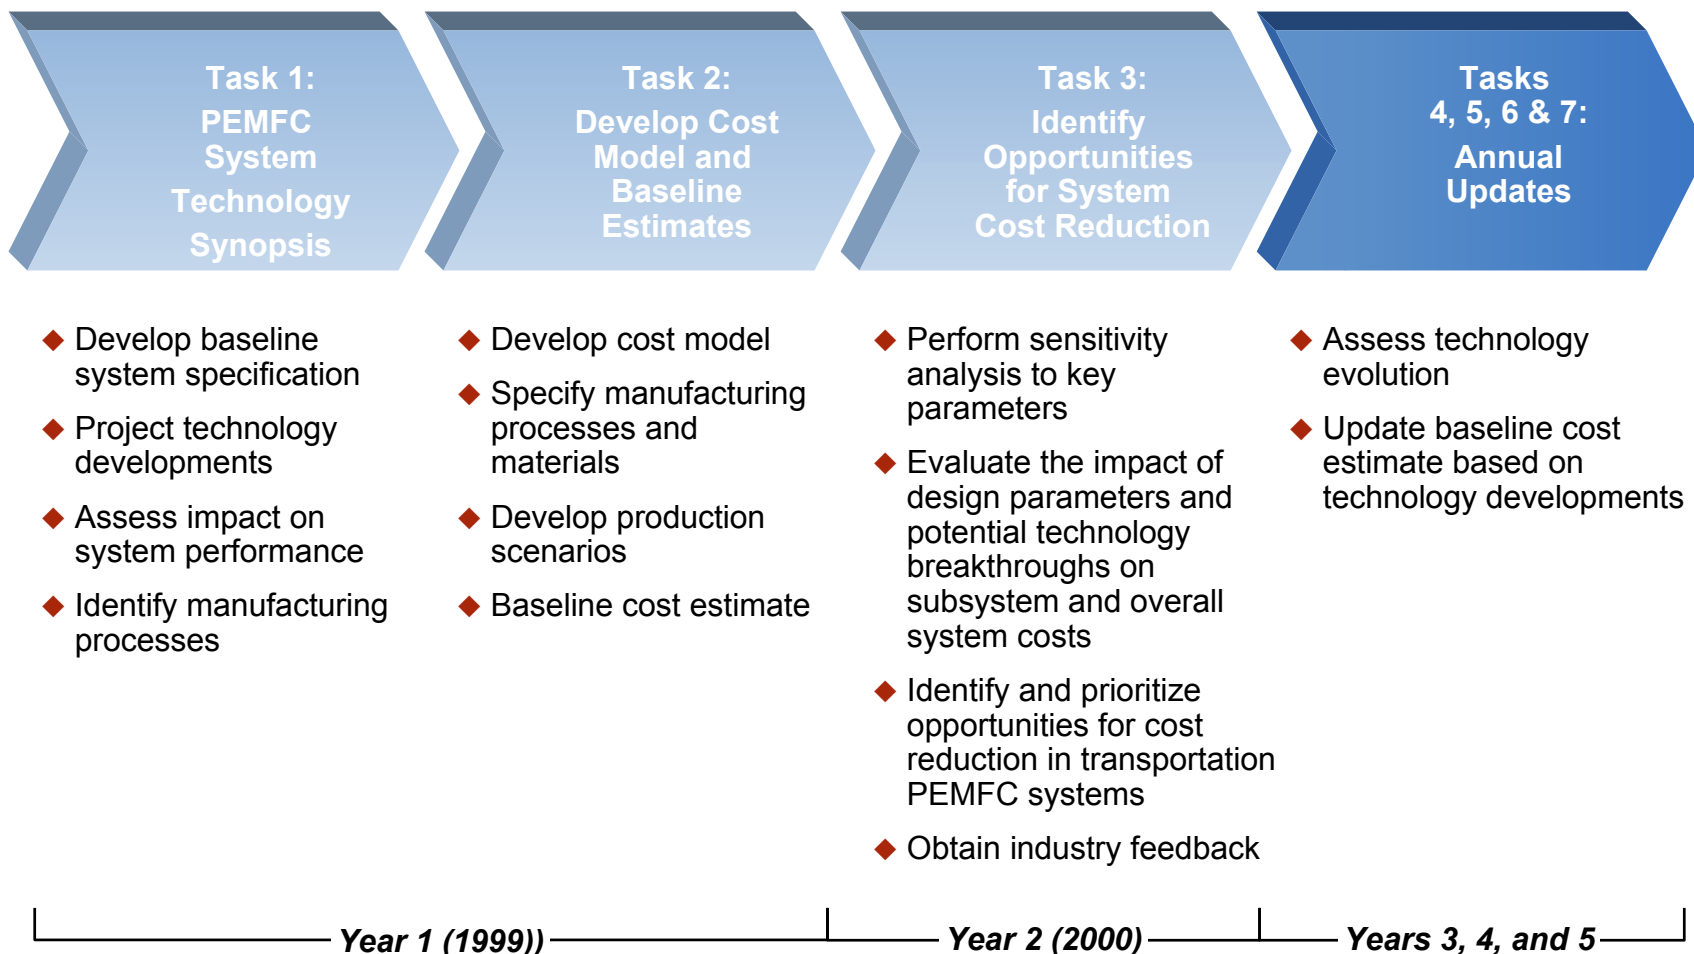 Task 1:
PEMFC
System
Technology
Synopsis
Task 2:
Develop Cost
Model and
Baseline
Estimates
Task 3:
Identify
Opportunities
for System
Cost Reduction
Tasks
4, 5, 6 & 7:
Annual
Updates
◆ Develop baseline
system specification
◆ Project technology
developments
◆ Assess impact on
system performance
◆ Identify manufacturing
processes
◆ Develop cost model
◆ Specify manufacturing
processes and
materials
◆ Develop production
scenarios
◆ Baseline cost estimate
◆ Perform sensitivity
analysis to key
parameters
◆ Evaluate the impact of
design parameters and
potential technology
breakthroughs on
subsystem and overall
system costs
◆ Identify and prioritize
opportunities for cost
reduction in transportation
PEMFC systems
◆ Obtain industry feedback
◆ Assess technology
evolution
◆ Update baseline cost
estimate based on
technology developments
Year 1 (1999))
Year 2 (2000)
Years 3, 4, and 5